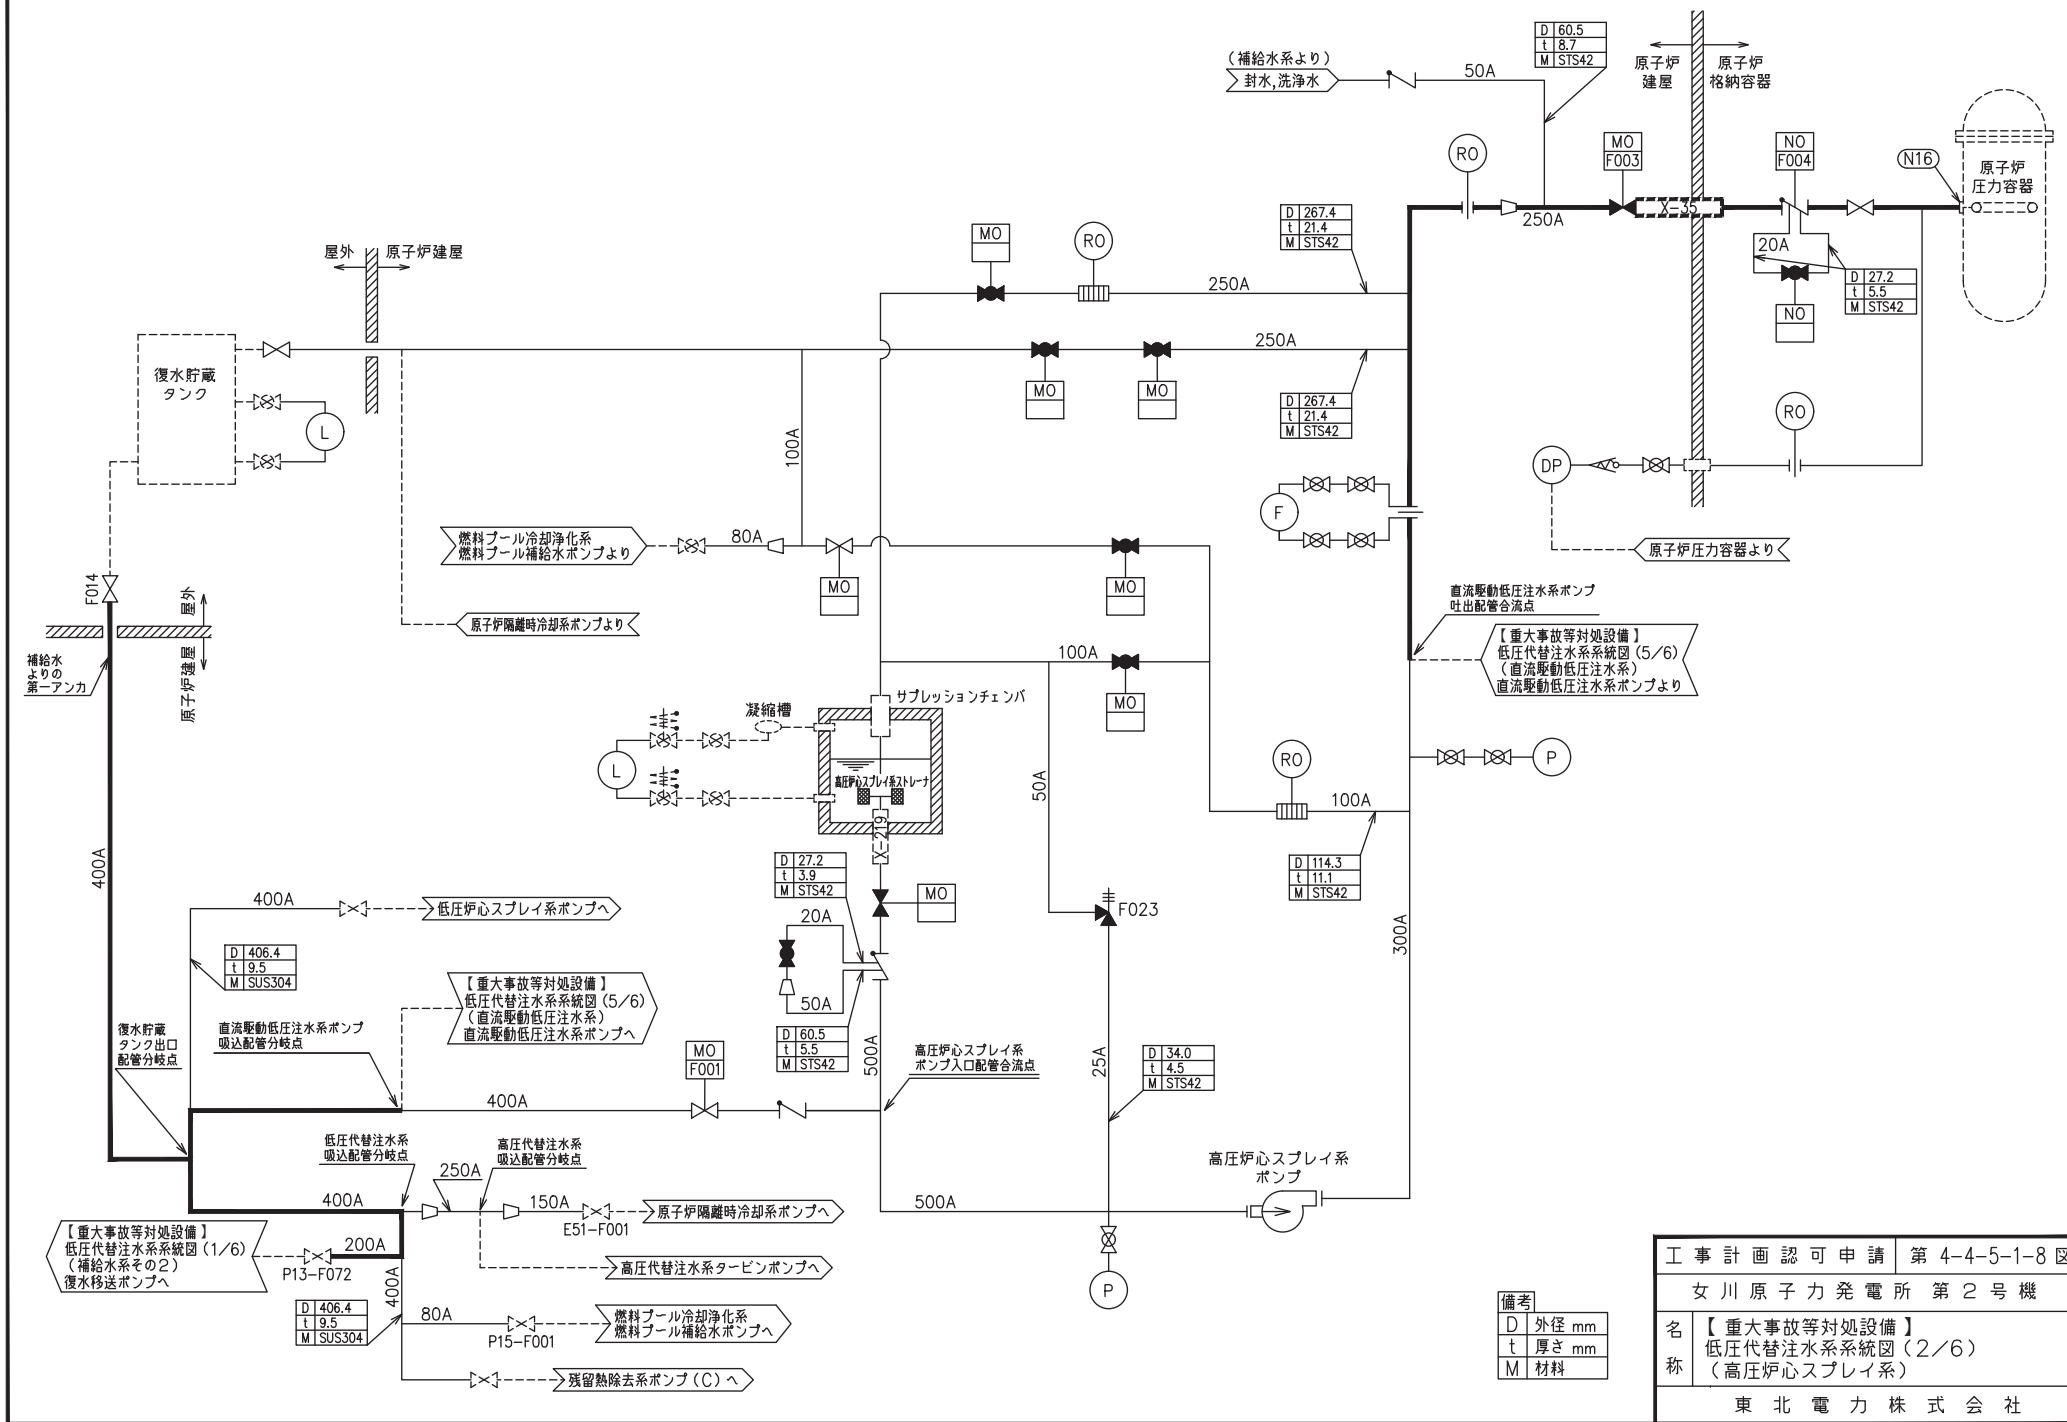 (補給水系より)
封水,洗浄水
50A
D 60.5
t 8.7
M STS42
原子炉
建屋
原子炉
格納容器
RO
MO
F003
NO
F004
N16
原子炉
圧力容器
X-35
250A
20A
D 27.2
t 5.5
M STS42
NO
D 267.4
t 21.4
M STS42
MO
RO
250A
屋外
原子炉建屋
250A
MO
MO
D 267.4
t 21.4
M STS42
復水貯蔵
タンク
L
100A
RO
DP
F
原子炉圧力容器より
燃料プール冷却浄化系
燃料プール補給水ポンプより
80A
MO
MO
F014
屋外
原子炉建屋
原子炉隔離時冷却系ポンプより
直流駆動低圧注水系ポンプ
吐出配管合流点
【重大事故等対処設備】
低圧代替注水系系統図(5/6)
(直流駆動低圧注水系)
直流駆動低圧注水系ポンプより
補給水
よりの
第一アンカ
100A
MO
サプレッションチェンバ
凝縮槽
L
高圧炉心スプレイ系ストレーナ
X-219
50A
RO
100A
P
D 114.3
t 11.1
M STS42
400A
D 27.2
t 3.9
M STS42
MO
20A
50A
F023
300A
400A
低圧炉心スプレイ系ポンプへ
D 406.4
t 9.5
M SUS304
【重大事故等対処設備】
低圧代替注水系系統図(5/6)
(直流駆動低圧注水系)
直流駆動低圧注水系ポンプへ
D 60.5
t 5.5
M STS42
500A
復水貯蔵
タンク出口
配管分岐点
直流駆動低圧注水系ポンプ
吸込配管分岐点
MO
F001
高圧炉心スプレイ系
ポンプ入口配管合流点
25A
D 34.0
t 4.5
M STS42
400A
低圧代替注水系
吸込配管分岐点
高圧代替注水系
吸込配管分岐点
250A
400A
150A
E51-F001
原子炉隔離時冷却系ポンプへ
500A
高圧炉心スプレイ系
ポンプ
【重大事故等対処設備】
低圧代替注水系系統図(1/6)
(補給水系その2)
復水移送ポンプへ
200A
P13-F072
高圧代替注水系タービンポンプへ
P
400A
D 406.4
t 9.5
M SUS304
80A
P15-F001
燃料プール冷却浄化系
燃料プール補給水ポンプへ
残留熱除去系ポンプ(C)へ
備考
D 外径 mm
t 厚さ mm
M 材料
工事計画認可申請 第 4-4-5-1-8 図
女川原子力発電所 第2号機
名称
【重大事故等対処設備】
低圧代替注水系系統図(2/6)
(高圧炉心スプレイ系)
東北電力株式会社